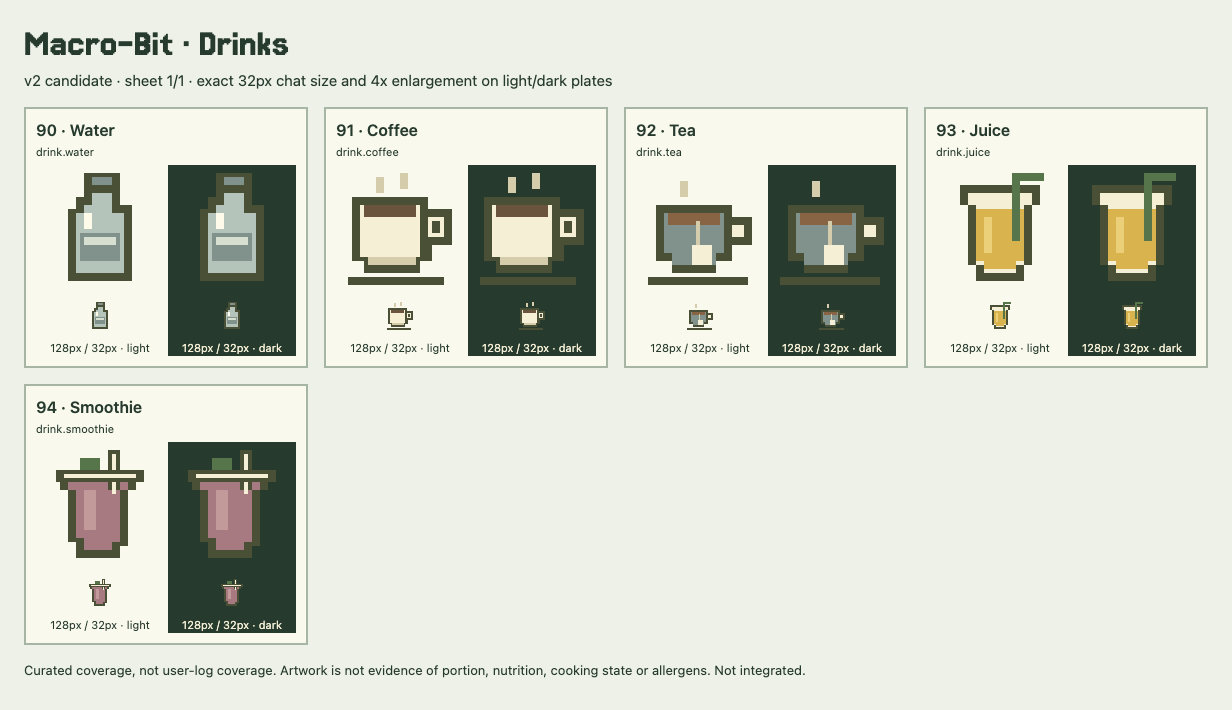 Macro-Bit · Drinks
v2 candidate · sheet 1/1 · exact 32px chat size and 4x enlargement on light/dark plates
90 · Water
drink.water
128px / 32px · light
128px / 32px · dark
91 · Coffee
drink.coffee
128px / 32px · light
128px / 32px · dark
92 · Tea
drink.tea
128px / 32px · light
128px / 32px · dark
93 · Juice
drink.juice
128px / 32px · light
128px / 32px · dark
94 · Smoothie
drink.smoothie
128px / 32px · light
128px / 32px · dark
Curated coverage, not user-log coverage. Artwork is not evidence of portion, nutrition, cooking state or allergens. Not integrated.